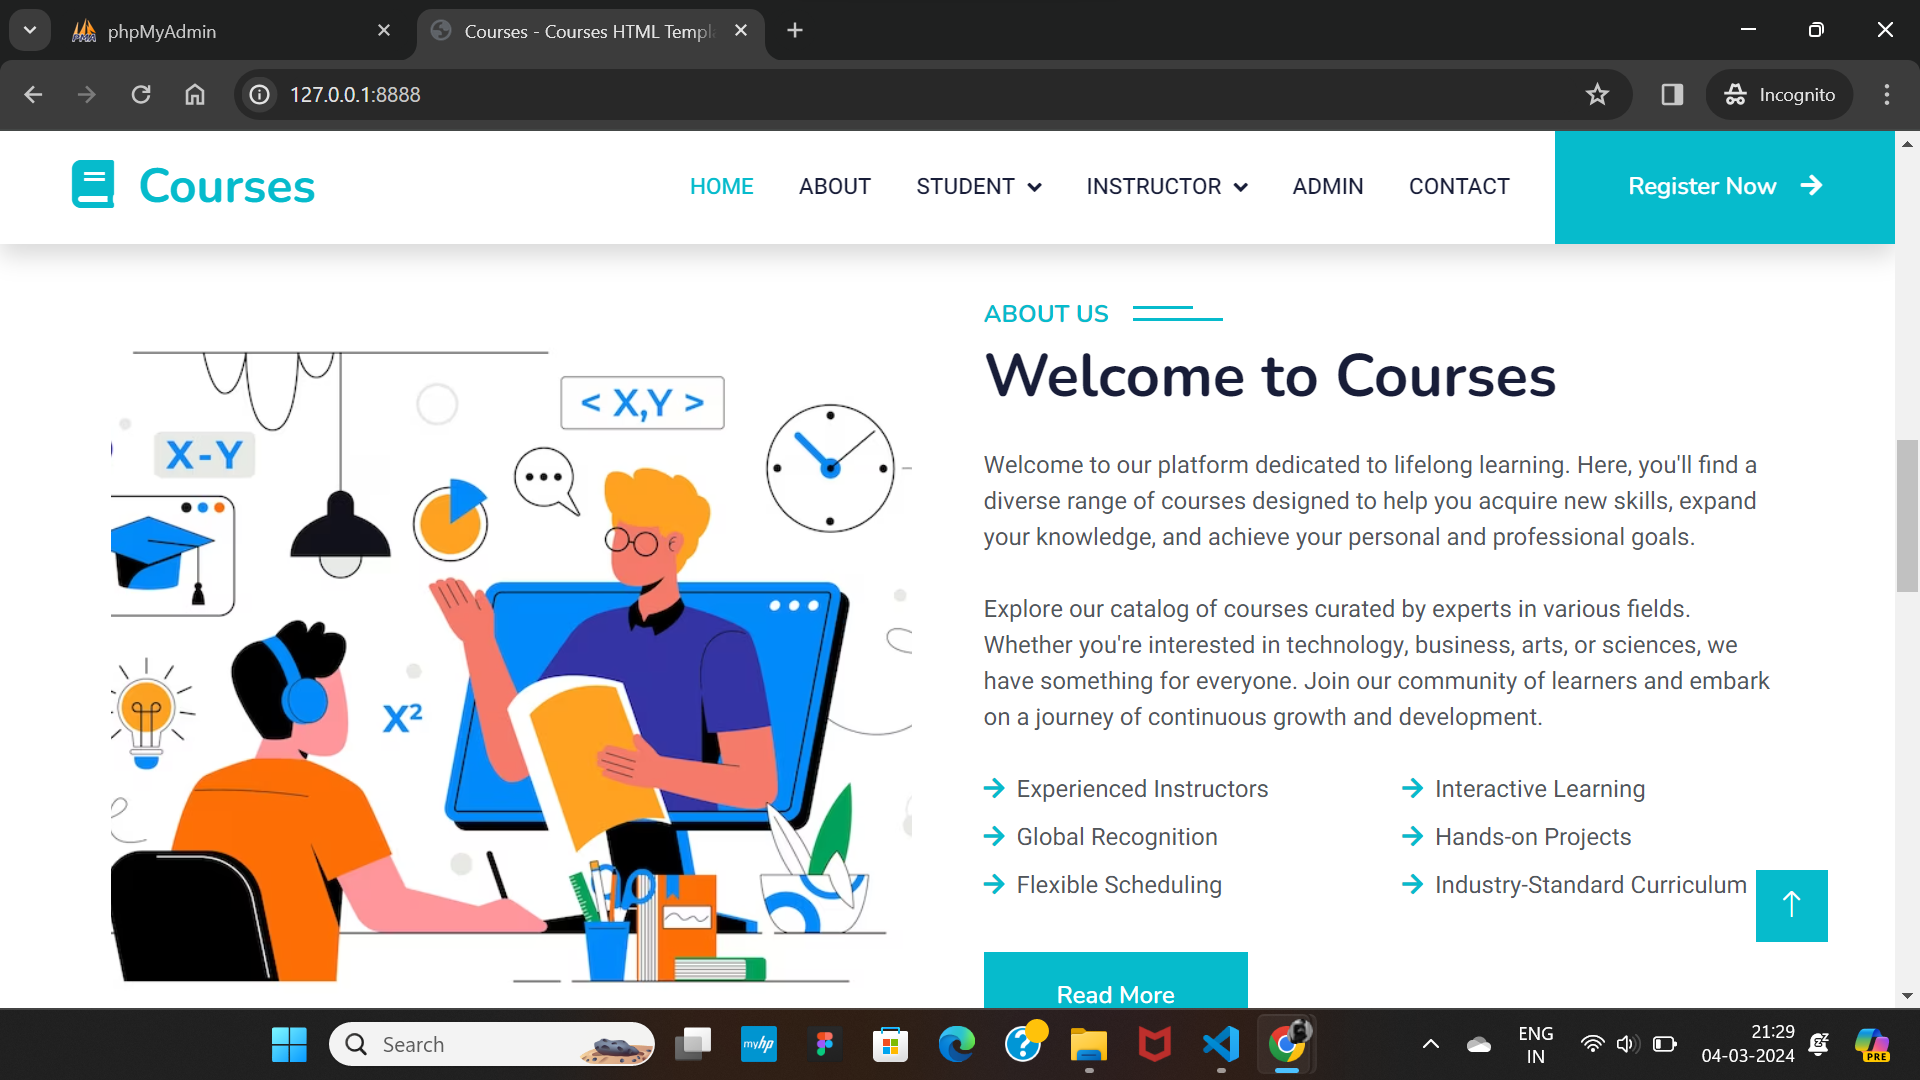 phpMyAdmin
Courses - Courses HTML Templa
127.0.0.1:8888
Incognito
Courses
HOME
ABOUT
STUDENT
INSTRUCTOR
ADMIN
CONTACT
Register Now
ABOUT US
Welcome to Courses
Welcome to our platform dedicated to lifelong learning. Here, you'll find a
diverse range of courses designed to help you acquire new skills, expand
your knowledge, and achieve your personal and professional goals.
Explore our catalog of courses curated by experts in various fields.
Whether you're interested in technology, business, arts, or sciences, we
have something for everyone. Join our community of learners and embark
on a journey of continuous growth and development.
Experienced Instructors
Interactive Learning
Global Recognition
Hands-on Projects
Flexible Scheduling
Industry-Standard Curriculum
Read More
< X,Y >
X-Y
X²
Search
myhp
ENG
IN
21:29
04-03-2024
PRE